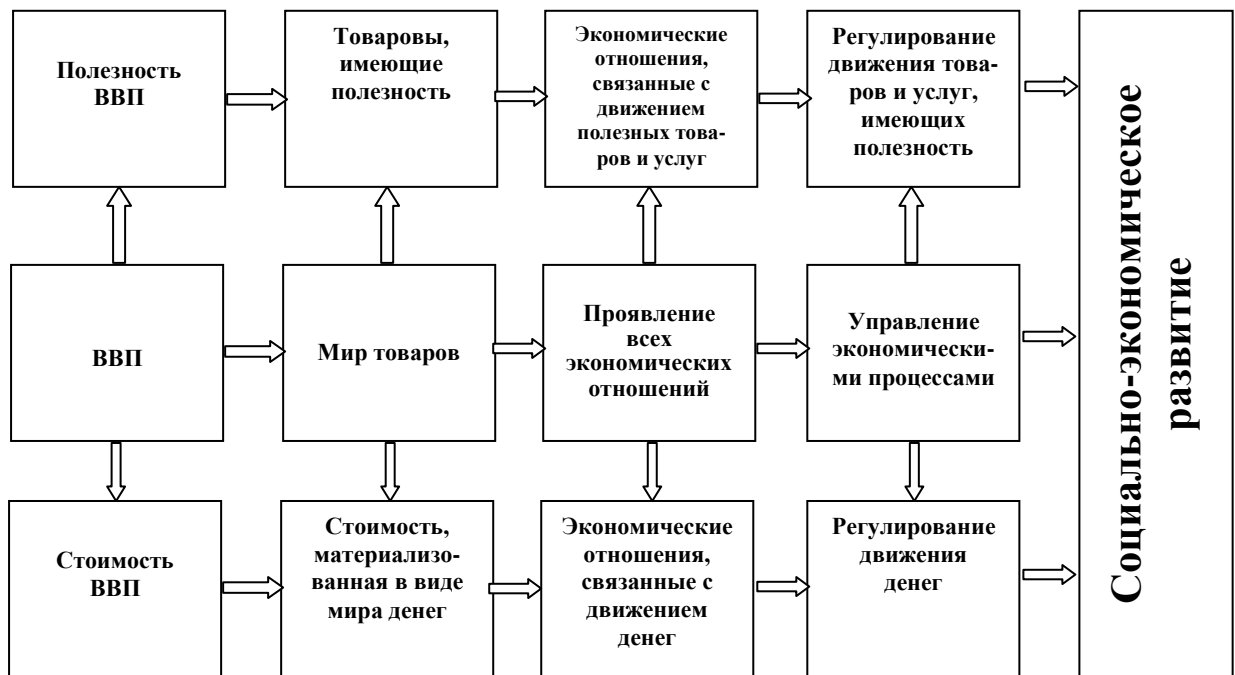 Полезность
ВВП
Товаровы,
имеющие
полезность
Экономические
отношения,
связанные с
движением
полезных това-
ров и услуг
Регулирование
движения това-
ров и услуг,
имеющих
полезность
ВВП
Мир товаров
Проявление
всех
экономических
отношений
Управление
экономически-
ми процессами
Стоимость
ВВП
Стоимость,
материализо-
ванная в виде
мира денег
Экономические
отношения,
связанные с
движением
денег
Регулирование
движения
денег
Социально-экономическое
развитие